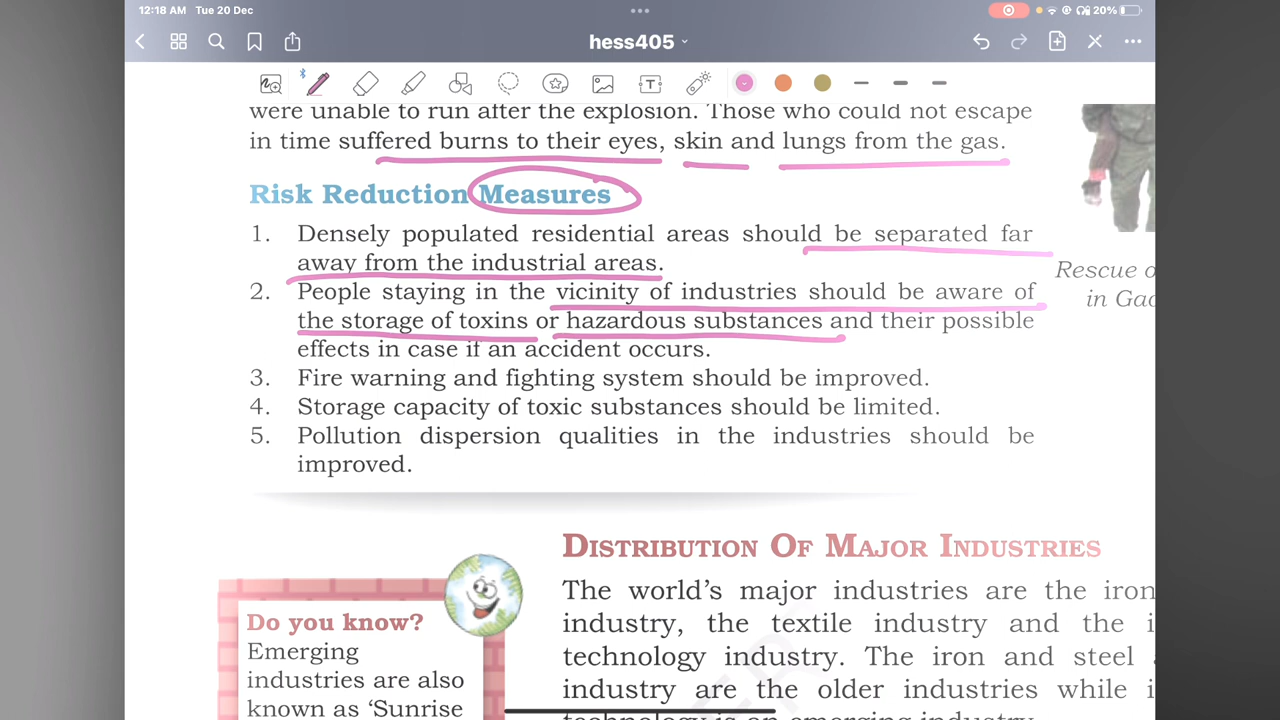 12:18 AM Tue 20 Dec
20%
hess405
T
were unable to run after the explosion. Those who could not escape
in time suffered burns to their eyes, skin and lungs from the gas.
Risk Reduction Measures
1. Densely populated residential areas should be separated far
away from the industrial areas.
2. People staying in the vicinity of industries should be aware of
the storage of toxins or hazardous substances and their possible
effects in case if an accident occurs.
3. Fire warning and fighting system should be improved.
4. Storage capacity of toxic substances should be limited.
5. Pollution dispersion qualities in the industries should be
improved.
Rescue o
in Gao
DISTRIBUTION OF MAJOR INDUSTRIES
The world's major industries are the iron
industry, the textile industry and the i
technology industry. The iron and steel
industry are the older industries while i
technology is an emerging industry
Do you know?
Emerging
industries are also
known as 'Sunrise